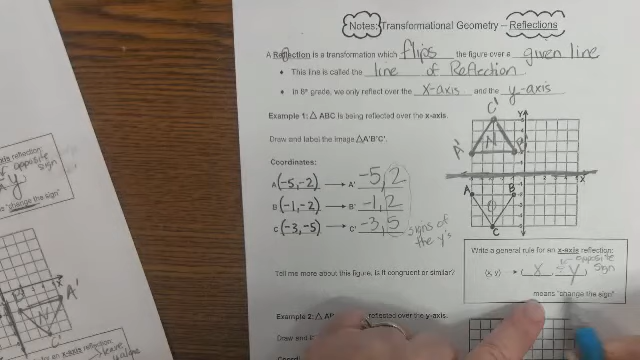 Notes: Transformational Geometry – Reflections
A Reflection is a transformation which flips the figure over a given line
• This line is called the line of Reflection
• In 8th grade, we only reflect over the x-axis and the y-axis
Example 1: △ ABC is being reflected over the x-axis.
Draw and label the image △A'B'C'.
Coordinates:
A (-5,-2) → A' -5, 2
B (-1,-2) → B' -1, 2
C (-3,-5) → C' -3, 5
signs of
the y's
Tell me more about this figure, is it congruent or similar?
C'
Y
A' N B'
X
A B
C
Write a general rule for an x-axis reflection:
opposite
sign
(x, y) → ( x , -y )
means "change the sign"
Example 2: reflected over the y-axis.
Draw
Coord
x-axis reflection:
opposite
sign
y
"change the sign"
A'